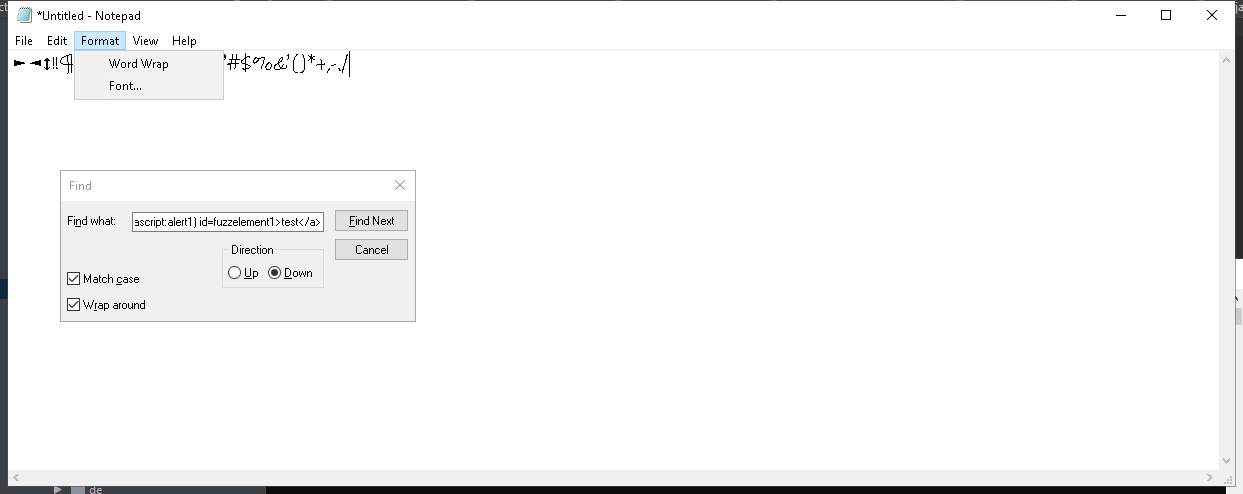 *Untitled - Notepad
File Edit Format View Help
►◄↕‼¶ '#$%&'()*+,-./
Word Wrap
Font...
Find
Find what: ascript:alert1) id=fuzzelement1>test</a> Find Next
Direction Cancel
Up Down
Match case
Wrap around
de